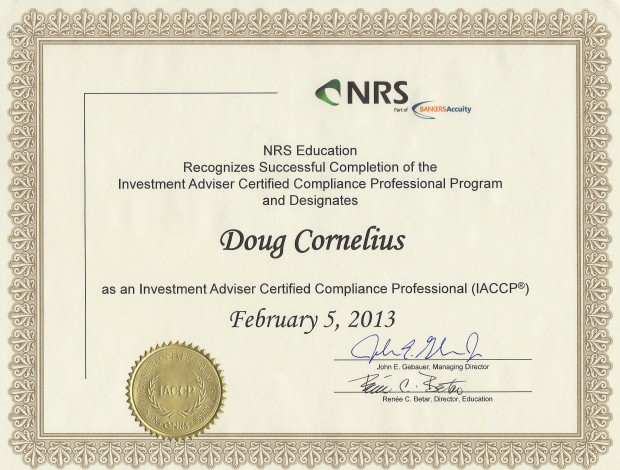 NRS
Part of BANKERSAccuity
NRS Education
Recognizes Successful Completion of the
Investment Adviser Certified Compliance Professional Program
and Designates
Doug Cornelius
as an Investment Adviser Certified Compliance Professional (IACCP®)
February 5, 2013
John E. Gebauer, Managing Director
Renée C. Betar, Director, Education
IACCP